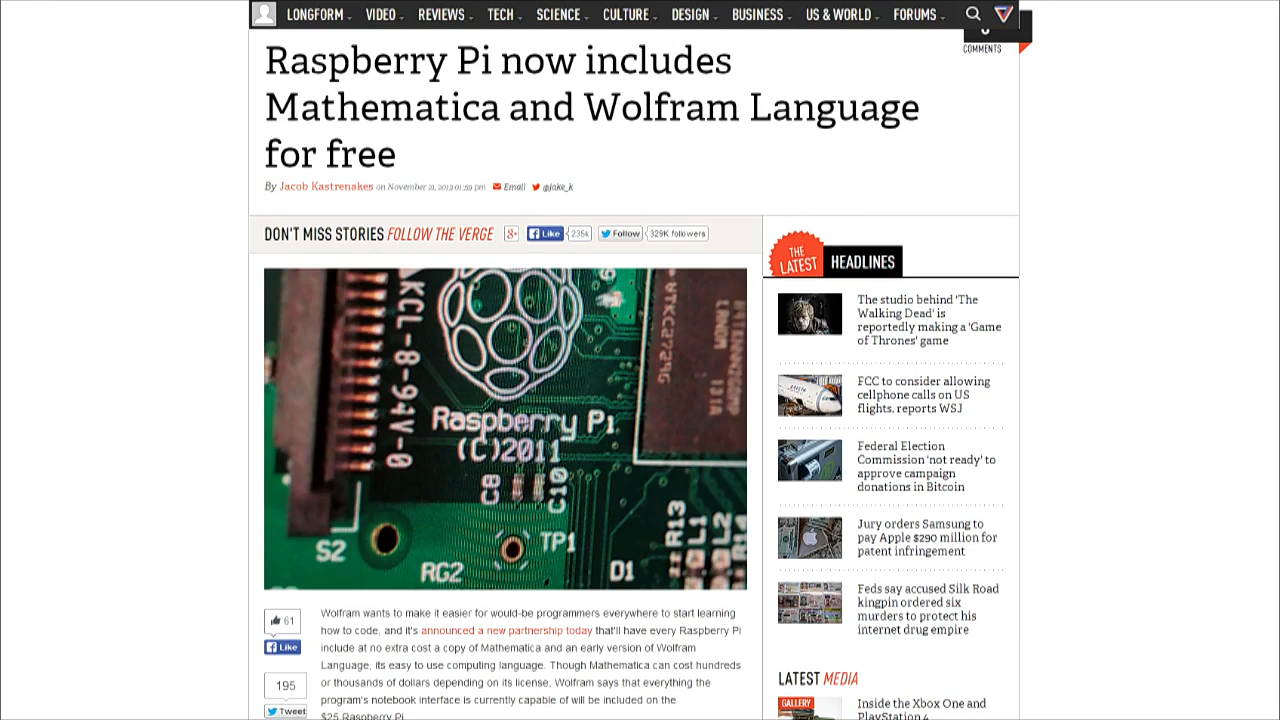 LONGFORM VIDEO REVIEWS TECH SCIENCE CULTURE DESIGN BUSINESS US & WORLD FORUMS
COMMENTS
Raspberry Pi now includes
Mathematica and Wolfram Language
for free
By Jacob Kastrenakes on November 21, 2013 01:59 pm Email @jake_k
DON'T MISS STORIES FOLLOW THE VERGE 8+ Like 235k Follow 329K followers
KCL-8-94V-0
Raspberry Pi
(C)2011
C8
C10
S2
RG2
TP1
D1
R13
OL1
OL2
R14
61
Like
195
Tweet
Wolfram wants to make it easier for would-be programmers everywhere to start learning
how to code, and it's announced a new partnership today that'll have every Raspberry Pi
include at no extra cost a copy of Mathematica and an early version of Wolfram
Language, its easy to use computing language. Though Mathematica can cost hundreds
or thousands of dollars depending on its license, Wolfram says that everything the
program's notebook interface is currently capable of will be included on the
$25 Raspberry Pi.
THE
LATEST
HEADLINES
The studio behind 'The
Walking Dead' is
reportedly making a 'Game
of Thrones' game
FCC to consider allowing
cellphone calls on US
flights, reports WSJ
Federal Election
Commission 'not ready' to
approve campaign
donations in Bitcoin
Jury orders Samsung to
pay Apple $290 million for
patent infringement
Feds say accused Silk Road
kingpin ordered six
murders to protect his
internet drug empire
LATEST MEDIA
GALLERY
Inside the Xbox One and
PlayStation 4